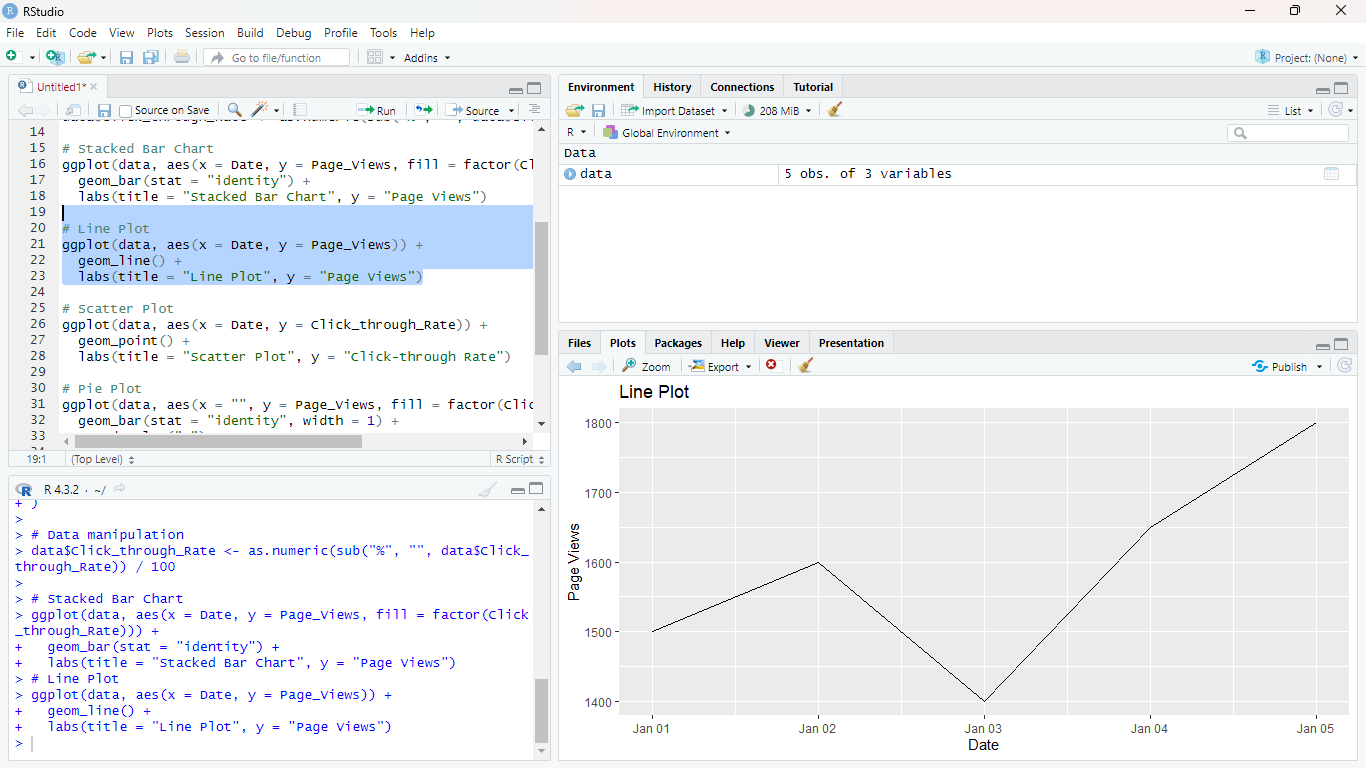 RStudio
File Edit Code View Plots Session Build Debug Profile Tools Help
Go to file/function Addins Project: (None)
Untitled1*
Source on Save Run Source
14
15 # Stacked Bar Chart
16 ggplot(data, aes(x = Date, y = Page_Views, fill = factor(Cl
17 geom_bar(stat = "identity") +
18 labs(title = "Stacked Bar Chart", y = "Page Views")
19
20 # Line Plot
21 ggplot(data, aes(x = Date, y = Page_Views)) +
22 geom_line() +
23 labs(title = "Line Plot", y = "Page Views")
24
25 # Scatter Plot
26 ggplot(data, aes(x = Date, y = Click_through_Rate)) +
27 geom_point() +
28 labs(title = "Scatter Plot", y = "Click-through Rate")
29
30 # Pie Plot
31 ggplot(data, aes(x = "", y = Page_Views, fill = factor(Clic
32 geom_bar(stat = "identity", width = 1) +
33
19:1 (Top Level) R Script
R 4.3.2 · ~/
+ )
>
> # Data manipulation
> data$Click_through_Rate <- as.numeric(sub("%", "", data$Click_
through_Rate)) / 100
>
> # Stacked Bar Chart
> ggplot(data, aes(x = Date, y = Page_Views, fill = factor(Click
_through_Rate))) +
+ geom_bar(stat = "identity") +
+ labs(title = "Stacked Bar Chart", y = "Page Views")
> # Line Plot
> ggplot(data, aes(x = Date, y = Page_Views)) +
+ geom_line() +
+ labs(title = "Line Plot", y = "Page Views")
>
Environment History Connections Tutorial
Import Dataset 208 MiB List
R Global Environment
Data
data 5 obs. of 3 variables
Files Plots Packages Help Viewer Presentation
Zoom Export Publish
Line Plot
1800
1700
1600
1500
1400
Page Views
Jan 01 Jan 02 Jan 03 Jan 04 Jan 05
Date